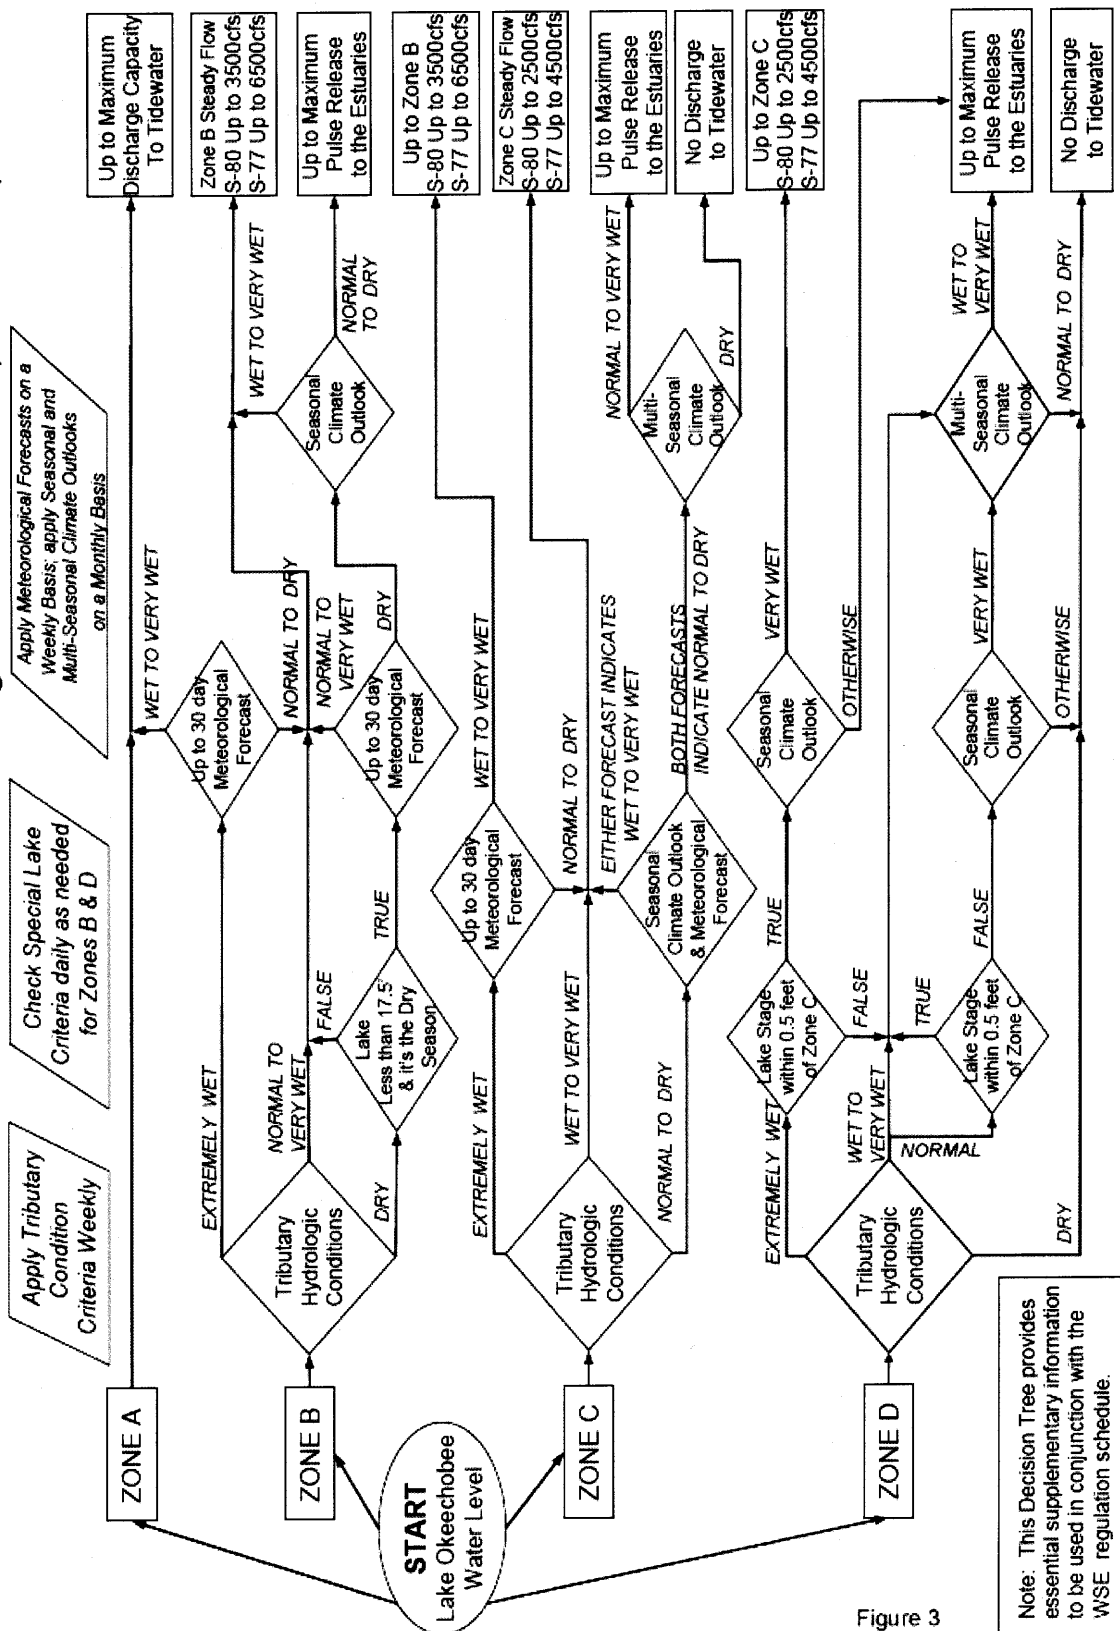 Apply Tributary
Condition
Criteria Weekly
Check Special Lake
Criteria daily as needed
for Zones B & D
Apply Meteorological Forecasts on a
Weekly Basis; apply Seasonal and
Multi-Seasonal Climate Outlooks
on a Monthly Basis
START
Lake Okeechobee
Water Level
ZONE A
WET TO VERY WET
Up to Maximum
Discharge Capacity
To Tidewater
ZONE B
Tributary
Hydrologic
Conditions
EXTREMELY WET
Up to 30 day
Meteorological
Forecast
NORMAL TO DRY
NORMAL TO
VERY WET
FALSE
DRY
Lake
Less than 17.5'
& it's the Dry
Season
TRUE
Up to 30 day
Meteorological
Forecast
NORMAL TO
VERY WET
DRY
Seasonal
Climate
Outlook
WET TO VERY WET
NORMAL
TO DRY
Zone B Steady Flow
S-80 Up to 3500cfs
S-77 Up to 6500cfs
Up to Maximum
Pulse Release
to the Estuaries
ZONE C
Tributary
Hydrologic
Conditions
EXTREMELY WET
Up to 30 day
Meteorological
Forecast
WET TO VERY WET
NORMAL TO DRY
WET TO VERY WET
NORMAL TO DRY
Seasonal
Climate Outlook
& Meteorological
Forecast
EITHER FORECAST INDICATES
WET TO VERY WET
BOTH FORECASTS
INDICATE NORMAL TO DRY
Multi-
Seasonal
Climate
Outlook
NORMAL TO VERY WET
DRY
Up to Zone B
S-80 Up to 3500cfs
S-77 Up to 6500cfs
Zone C Steady Flow
S-80 Up to 2500cfs
S-77 Up to 4500cfs
Up to Maximum
Pulse Release
to the Estuaries
No Discharge
to Tidewater
ZONE D
Tributary
Hydrologic
Conditions
EXTREMELY WET
Lake Stage
within 0.5 feet
of Zone C
TRUE
FALSE
Seasonal
Climate
Outlook
VERY WET
OTHERWISE
WET TO
VERY WET
NORMAL
Lake Stage
within 0.5 feet
of Zone C
TRUE
FALSE
Seasonal
Climate
Outlook
VERY WET
OTHERWISE
DRY
Multi-
Seasonal
Climate
Outlook
WET TO
VERY WET
NORMAL TO DRY
Up to Zone C
S-80 Up to 2500cfs
S-77 Up to 4500cfs
Up to Maximum
Pulse Release
to the Estuaries
No Discharge
to Tidewater
Note: This Decision Tree provides
essential supplementary information
to be used in conjunction with the
WSE regulation schedule.
Figure 3